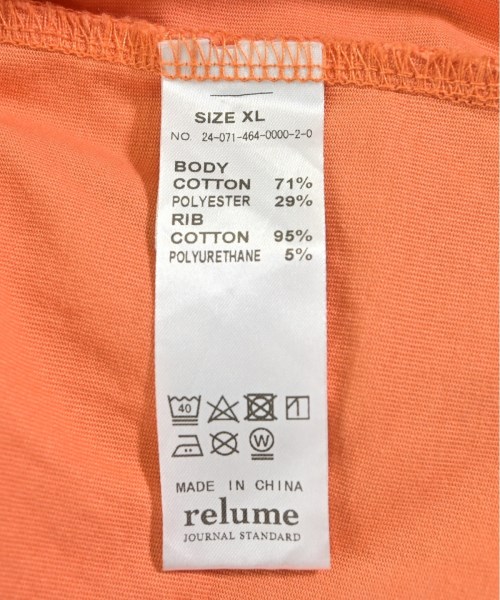 SIZE XL
NO. 24-071-464-0000-2-0
BODY
COTTON 71%
POLYESTER 29%
RIB
COTTON 95%
POLYURETHANE 5%
40
W
MADE IN CHINA
relume
JOURNAL STANDARD